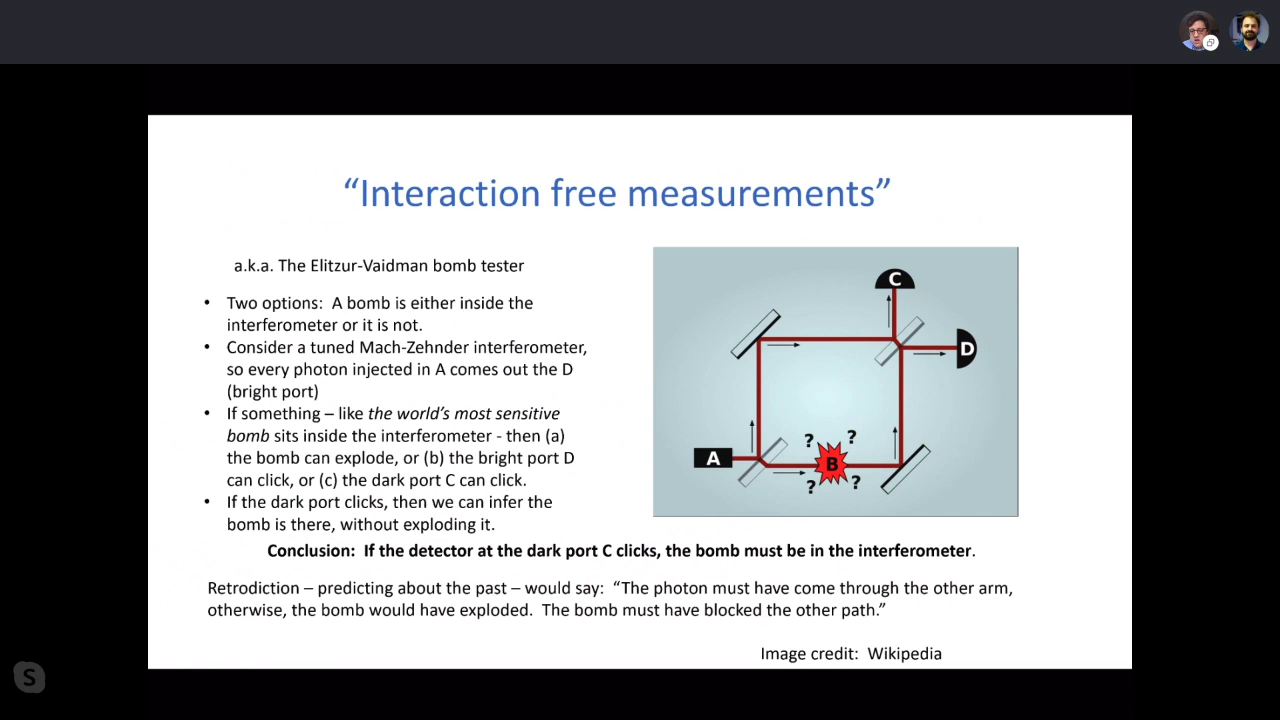 “Interaction free measurements”
a.k.a. The Elitzur-Vaidman bomb tester
• Two options: A bomb is either inside the
interferometer or it is not.
• Consider a tuned Mach-Zehnder interferometer,
so every photon injected in A comes out the D
(bright port)
• If something – like the world’s most sensitive
bomb sits inside the interferometer - then (a)
the bomb can explode, or (b) the bright port D
can click, or (c) the dark port C can click.
• If the dark port clicks, then we can infer the
bomb is there, without exploding it.
C
D
A
? ?
B
? ?
Conclusion: If the detector at the dark port C clicks, the bomb must be in the interferometer.
Retrodiction – predicting about the past – would say: “The photon must have come through the other arm,
otherwise, the bomb would have exploded. The bomb must have blocked the other path.”
Image credit: Wikipedia
S